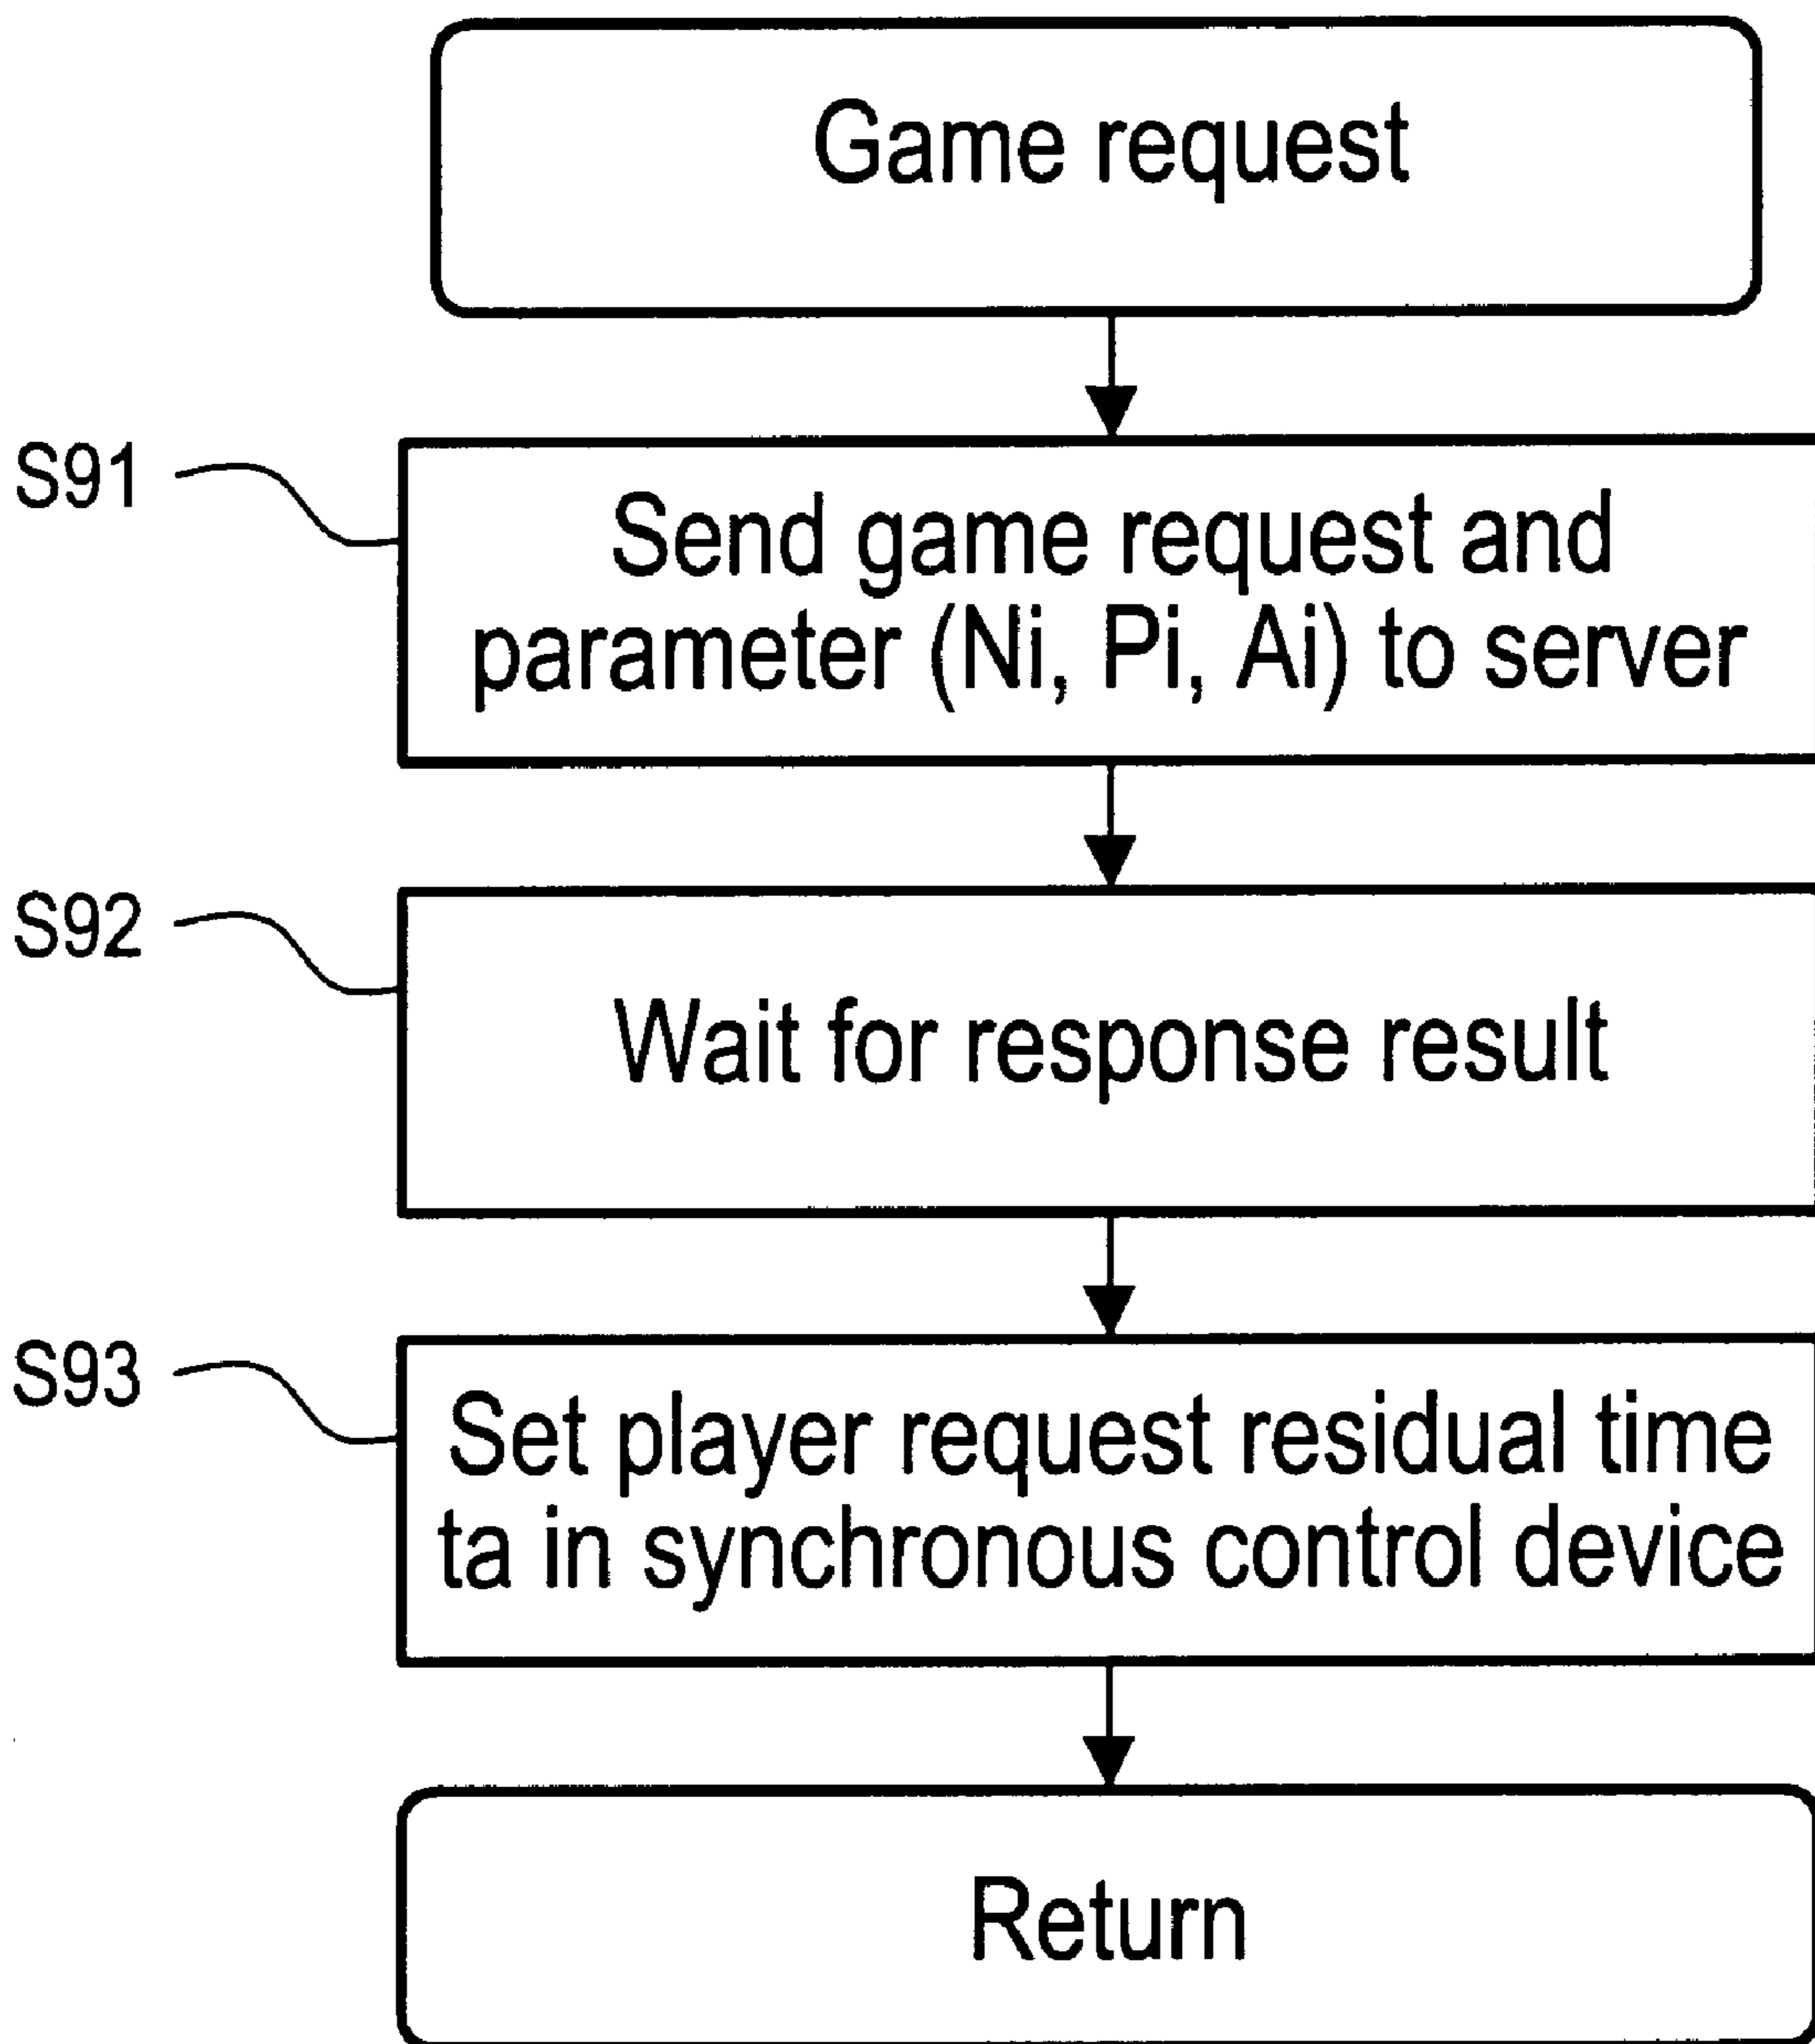 Game request
S91
Send game request and
parameter (Ni, Pi, Ai) to server
S92
Wait for response result
S93
Set player request residual time
ta in synchronous control device
Return